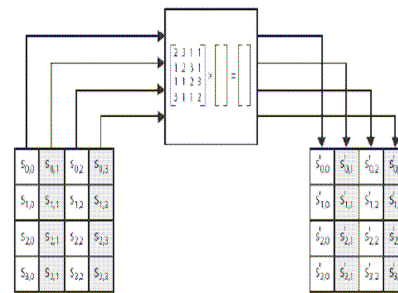 2 3 1 1
1 2 3 1 × =
1 1 2 3
3 1 1 2
S0,0 S0,1 S0,2 S0,3 S'0,0 S'0,1 S'0,2
S1,0 S1,1 S1,2 S1,3 S'1,0 S'1,1 S'1,2
S2,0 S2,1 S2,2 S2,3 S'2,0 S'2,1 S'2,2
S3,0 S3,1 S3,2 S3,3 S'3,0 S'3,1 S'3,2